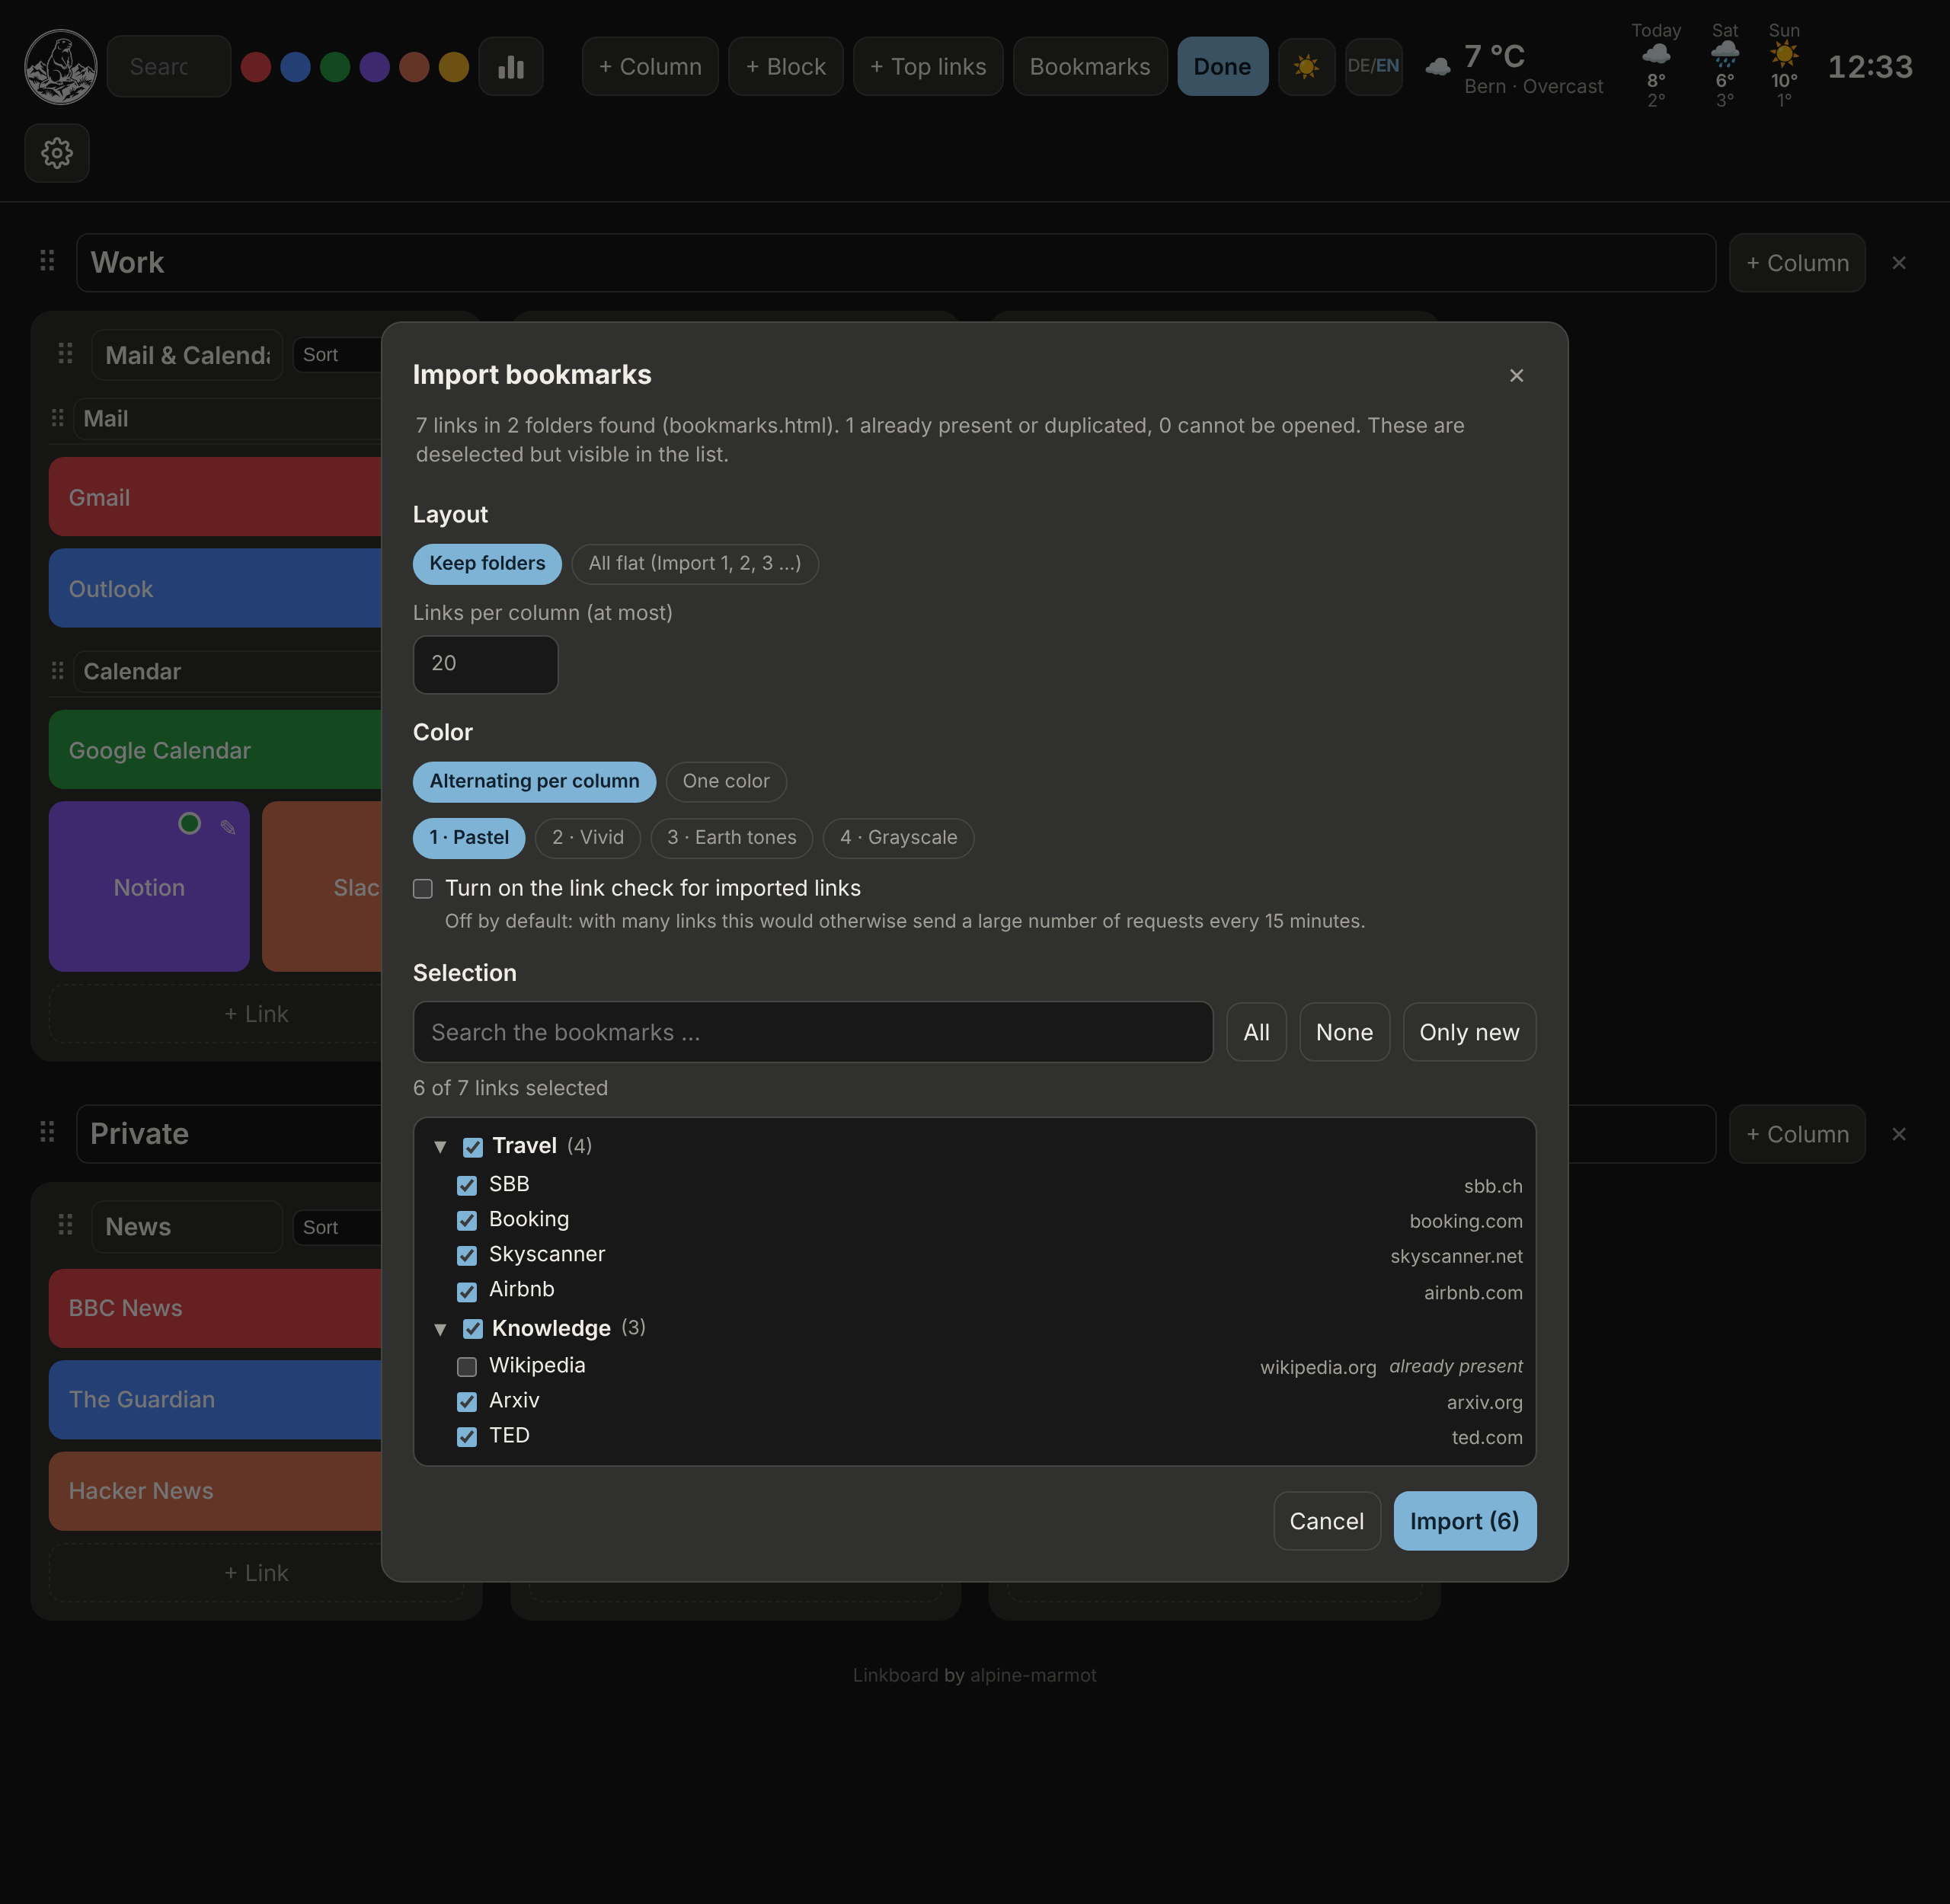 Searc
+ Column
+ Block
+ Top links
Bookmarks
Done
DE/EN
7 °C
Bern · Overcast
Today
8°
2°
Sat
6°
3°
Sun
10°
1°
12:33
Work
+ Column
×
Mail & Calenda
Sort
Mail
Gmail
Outlook
Calendar
Google Calendar
Notion
Slac
+ Link
Private
+ Column
×
News
Sort
BBC News
The Guardian
Hacker News
+ Link
Import bookmarks
×
7 links in 2 folders found (bookmarks.html). 1 already present or duplicated, 0 cannot be opened. These are
deselected but visible in the list.
Layout
Keep folders
All flat (Import 1, 2, 3 ...)
Links per column (at most)
20
Color
Alternating per column
One color
1 · Pastel
2 · Vivid
3 · Earth tones
4 · Grayscale
Turn on the link check for imported links
Off by default: with many links this would otherwise send a large number of requests every 15 minutes.
Selection
Search the bookmarks ...
All
None
Only new
6 of 7 links selected
Travel (4)
SBB sbb.ch
Booking booking.com
Skyscanner skyscanner.net
Airbnb airbnb.com
Knowledge (3)
Wikipedia wikipedia.org already present
Arxiv arxiv.org
TED ted.com
Cancel
Import (6)
Linkboard by alpine-marmot